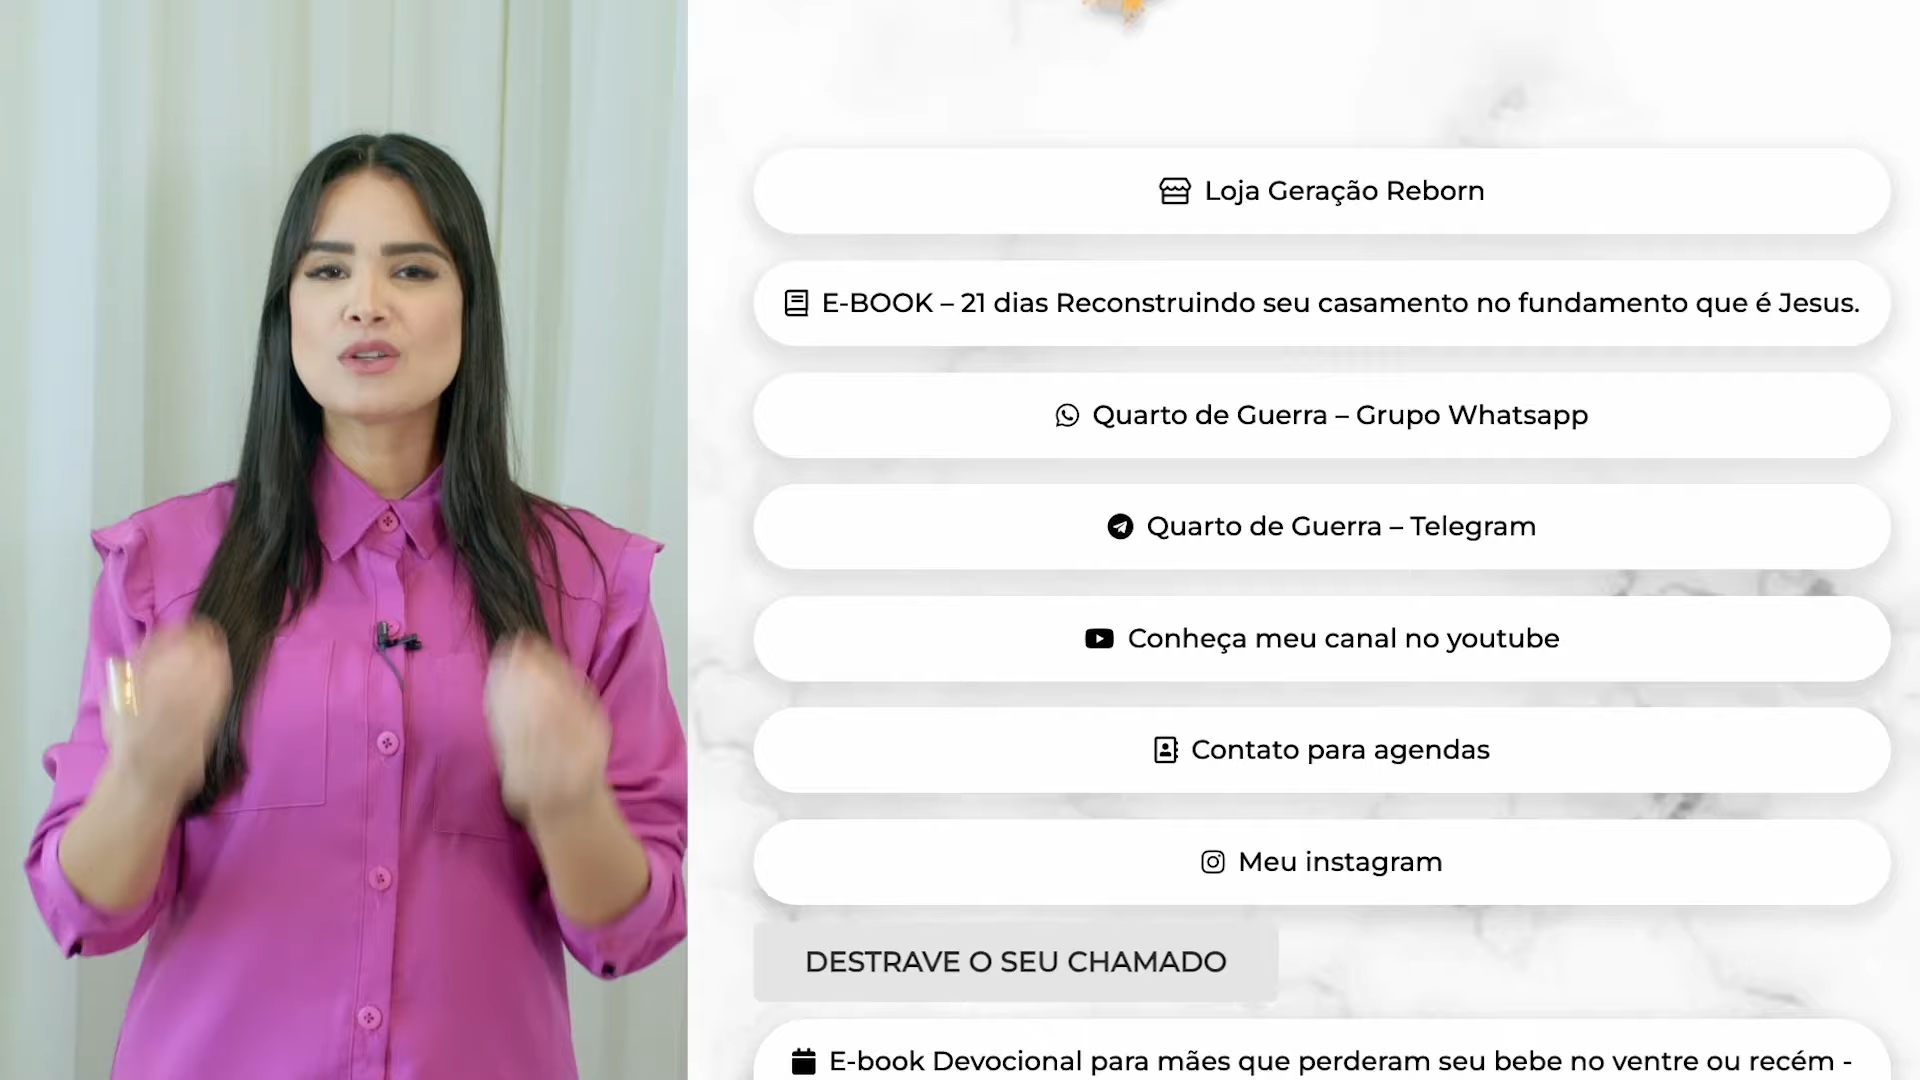 Loja Geração Reborn
E-BOOK – 21 dias Reconstruindo seu casamento no fundamento que é Jesus.
Quarto de Guerra – Grupo Whatsapp
Quarto de Guerra – Telegram
Conheça meu canal no youtube
Contato para agendas
Meu instagram
DESTRAVE O SEU CHAMADO
E-book Devocional para mães que perderam seu bebe no ventre ou recém -